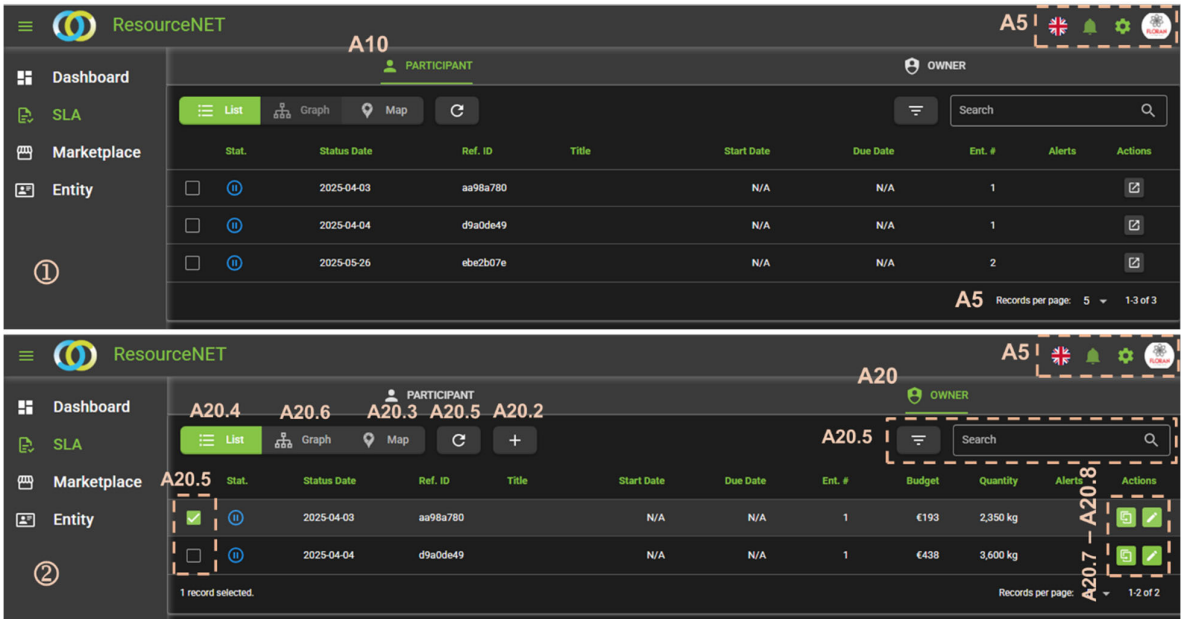 ResourceNET A5 FLORAM
A10
PARTICIPANT OWNER
Dashboard
SLA List Graph Map Search
Marketplace Stat. Status Date Ref. ID Title Start Date Due Date Ent. # Alerts Actions
Entity 2025-04-03 aa98a780 N/A N/A 1
2025-04-04 d9a0de49 N/A N/A 1
① 2025-05-26 ebe2b07e N/A N/A 2
A5 Records per page: 5 1-3 of 3
ResourceNET A5 FLORAM
A20
PARTICIPANT OWNER
Dashboard A20.4 A20.6 A20.3 A20.5 A20.2
SLA List Graph Map A20.5 Search
Marketplace A20.5 Stat. Status Date Ref. ID Title Start Date Due Date Ent. # Budget Quantity Alerts Actions
Entity 2025-04-03 aa98a780 N/A N/A 1 €193 2,350 kg
2025-04-04 d9a0de49 N/A N/A 1 €438 3,600 kg
A20.7 – A20.8
②
1 record selected. Records per page: 1-2 of 2